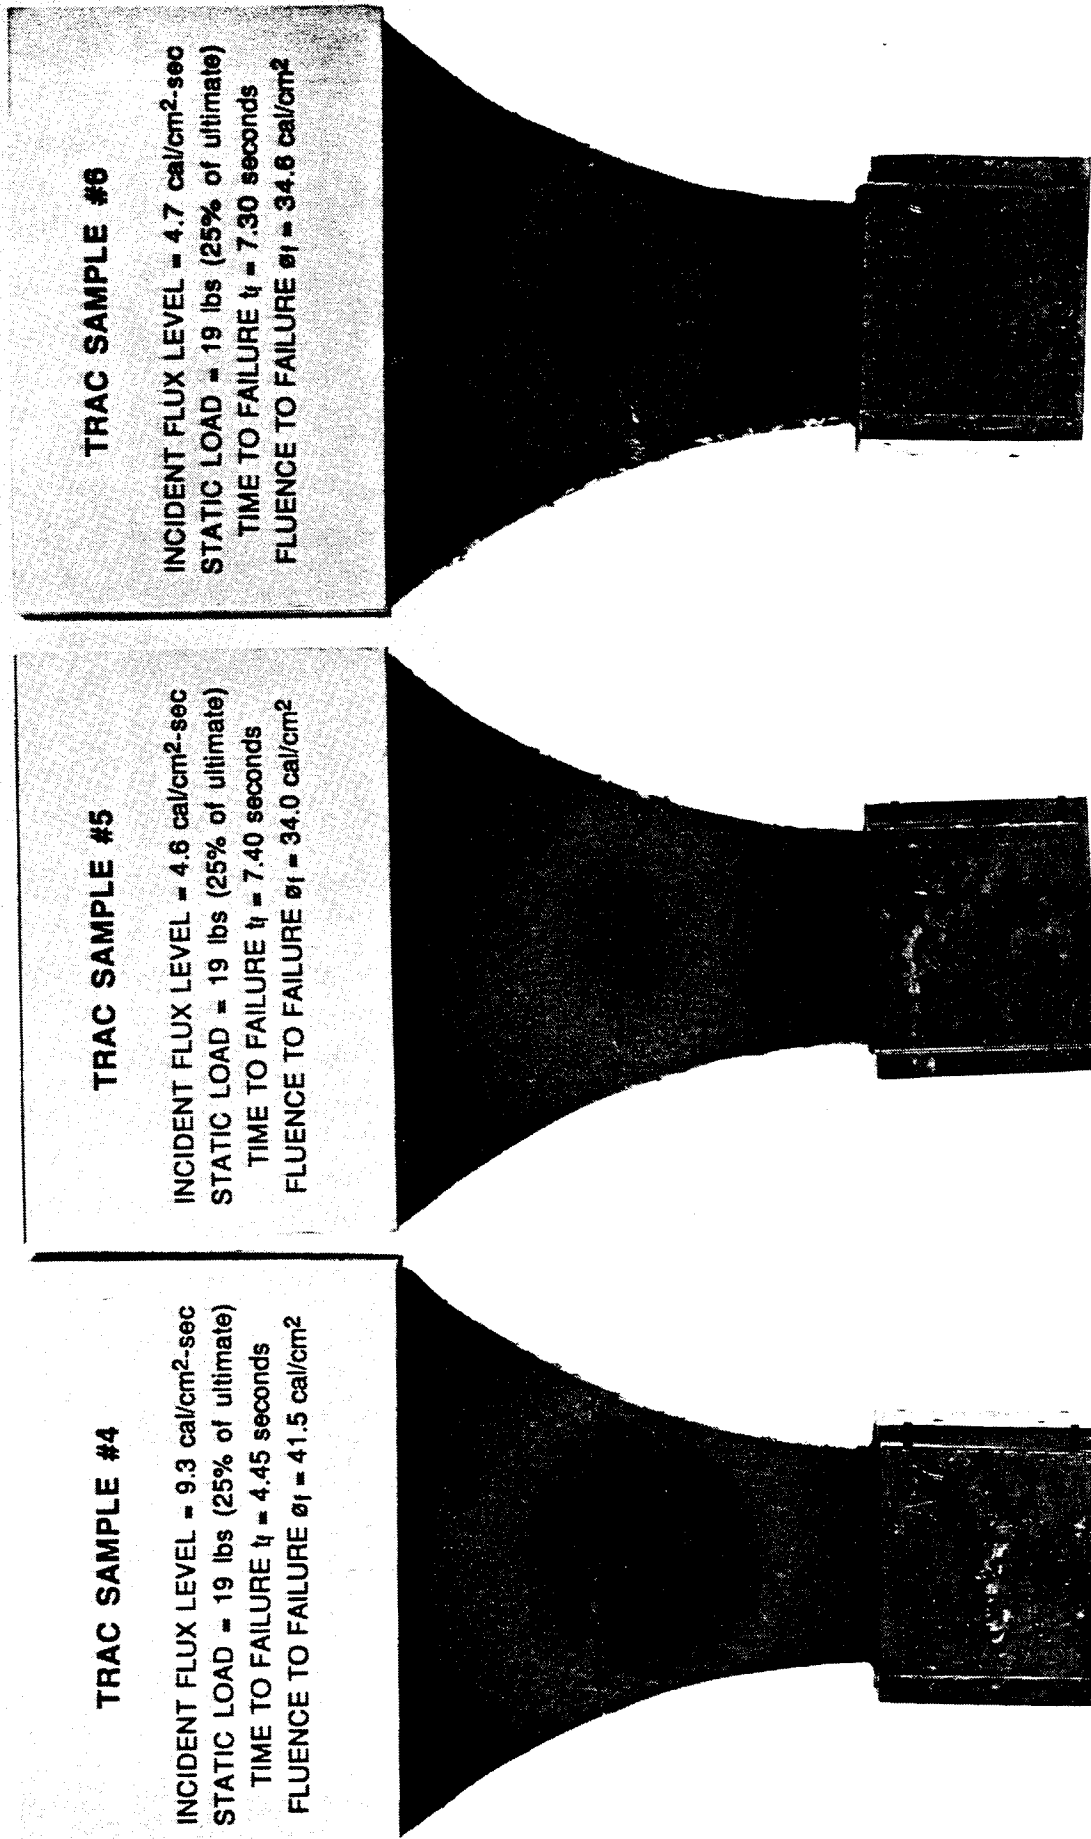 TRAC SAMPLE #4
INCIDENT FLUX LEVEL = 9.3 cal/cm²-sec
STATIC LOAD = 19 lbs (25% of ultimate)
TIME TO FAILURE tf = 4.45 seconds
FLUENCE TO FAILURE øf = 41.5 cal/cm²
TRAC SAMPLE #5
INCIDENT FLUX LEVEL = 4.6 cal/cm²-sec
STATIC LOAD = 19 lbs (25% of ultimate)
TIME TO FAILURE tf = 7.40 seconds
FLUENCE TO FAILURE øf = 34.0 cal/cm²
TRAC SAMPLE #6
INCIDENT FLUX LEVEL = 4.7 cal/cm²-sec
STATIC LOAD = 19 lbs (25% of ultimate)
TIME TO FAILURE tf = 7.30 seconds
FLUENCE TO FAILURE øf = 34.6 cal/cm²